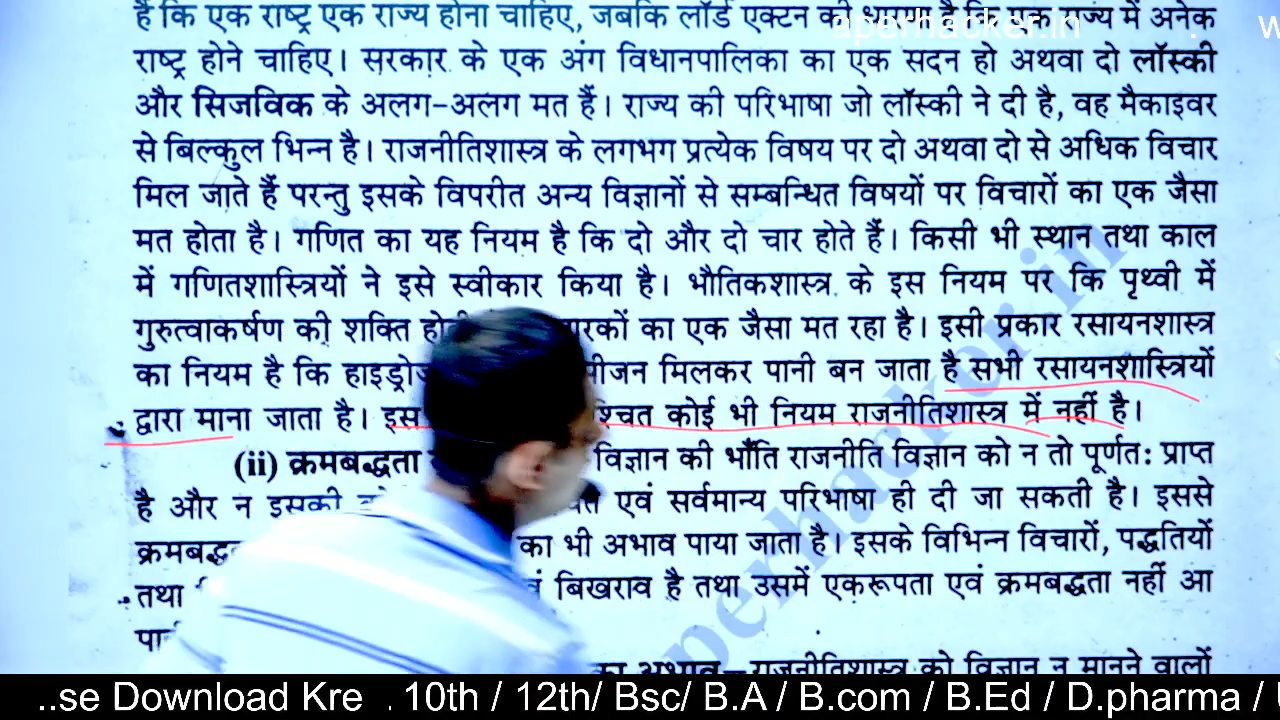 हैं कि एक राष्ट्र एक राज्य होना चाहिए, जबकि लॉर्ड एक्टन की धारणा है कि एक राज्य में अनेक
aperhacker.in
राष्ट्र होने चाहिए। सरकार के एक अंग विधानपालिका का एक सदन हो अथवा दो लॉस्की
और सिजविक के अलग-अलग मत हैं। राज्य की परिभाषा जो लॉस्की ने दी है, वह मैकाइवर
से बिल्कुल भिन्न है। राजनीतिशास्त्र के लगभग प्रत्येक विषय पर दो अथवा दो से अधिक विचार
मिल जाते हैं परन्तु इसके विपरीत अन्य विज्ञानों से सम्बन्धित विषयों पर विचारों का एक जैसा
मत होता है। गणित का यह नियम है कि दो और दो चार होते हैं। किसी भी स्थान तथा काल
में गणितशास्त्रियों ने इसे स्वीकार किया है। भौतिकशास्त्र के इस नियम पर कि पृथ्वी में
गुरुत्वाकर्षण की शक्ति का एक जैसा मत रहा है। इसी प्रकार रसायनशास्त्र
का नियम है कि मिलकर पानी बन जाता है सभी रसायनशास्त्रियों
द्वारा माना जाता है। इस कोई भी नियम राजनीतिशास्त्र में नहीं है।
(ii) क्रमबद्धता विज्ञान की भाँति राजनीति विज्ञान को न तो पूर्णतः प्राप्त
है और न इसकी एवं सर्वमान्य परिभाषा ही दी जा सकती है। इससे
का भी अभाव पाया जाता है। इसके विभिन्न विचारों, पद्धतियों
तथा बिखराव है तथा उसमें एकरूपता एवं क्रमबद्धता नहीं आ
का अभाव–राजनीतिशास्त्र को विज्ञान न मानने वालों
perhacker.in
..se Download Kre . 10th / 12th/ Bsc/ B.A / B.com / B.Ed / D.pharma /